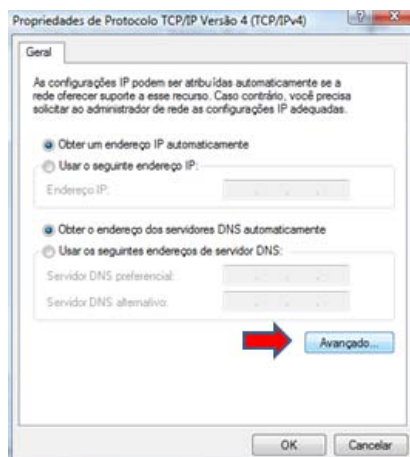 Propriedades de Protocolo TCP/IP Versão 4 (TCP/IPv4)
Geral
As configurações IP podem ser atribuídas automaticamente se a
rede oferecer suporte a esse recurso. Caso contrário, você precisa
solicitar ao administrador de rede as configurações IP adequadas.
Obter um endereço IP automaticamente
Usar o seguinte endereço IP:
Endereço IP:
Obter o endereço dos servidores DNS automaticamente
Usar os seguintes endereços de servidor DNS:
Servidor DNS preferencial:
Servidor DNS alternativo:
Avançado...
OK
Cancelar